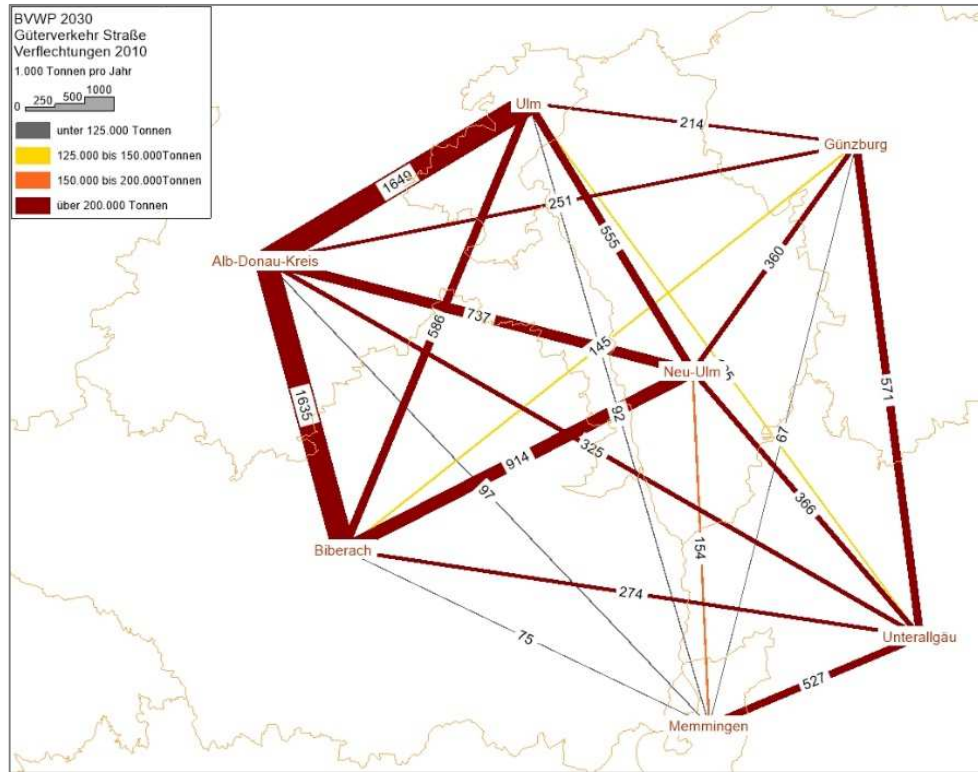 BVWP 2030
Güterverkehr Straße
Verflechtungen 2010
1.000 Tonnen pro Jahr
0 250 500 1000
unter 125.000 Tonnen
125.000 bis 150.000Tonnen
150.000 bis 200.000Tonnen
über 200.000 Tonnen
Ulm
214
Günzburg
1649
251
555
360
Alb-Donau-Kreis
737
586
145
Neu-Ulm
571
1635
92
67
914
325
97
366
Biberach
154
274
75
Unterallgäu
527
Memmingen